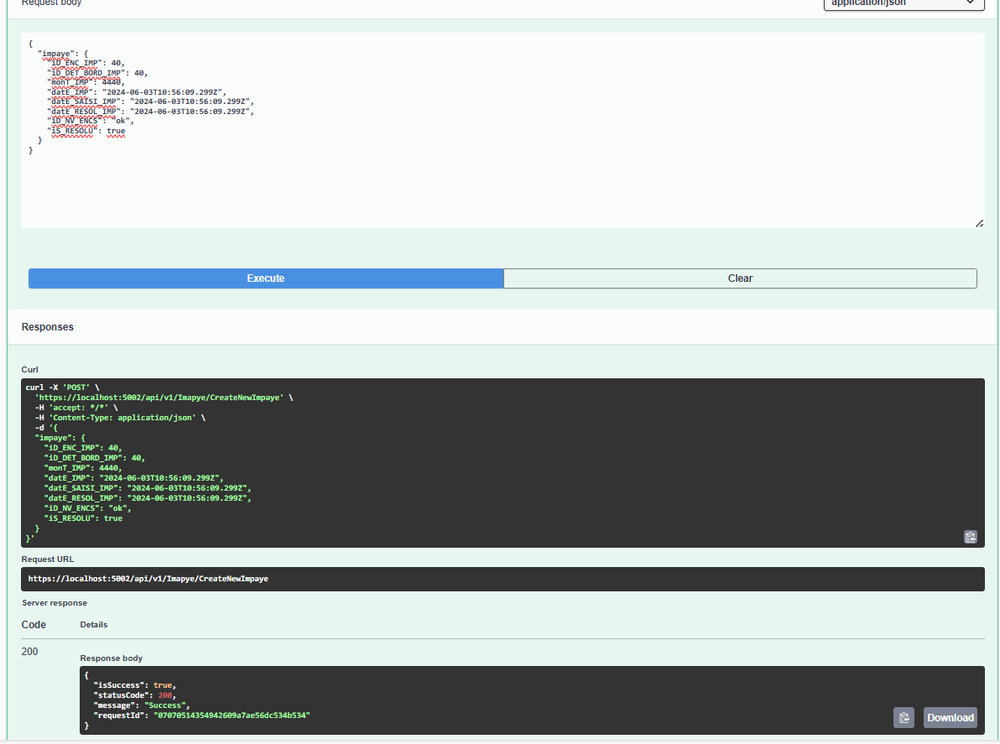 Request body
application/json
{
"impaye": {
"iD_ENC_IMP": 40,
"iD_DET_BORD_IMP": 40,
"monT_IMP": 4440,
"datE_IMP": "2024-06-03T10:56:09.299Z",
"datE_SAISI_IMP": "2024-06-03T10:56:09.299Z",
"datE_RESOL_IMP": "2024-06-03T10:56:09.299Z",
"iD_NV_ENCS": "ok",
"iS_RESOLU": true
}
}
Execute
Clear
Responses
Curl
curl -X 'POST' \
'https://localhost:5002/api/v1/Imapye/CreateNewImpaye' \
-H 'accept: */*' \
-H 'Content-Type: application/json' \
-d '{
"impaye": {
"iD_ENC_IMP": 40,
"iD_DET_BORD_IMP": 40,
"monT_IMP": 4440,
"datE_IMP": "2024-06-03T10:56:09.299Z",
"datE_SAISI_IMP": "2024-06-03T10:56:09.299Z",
"datE_RESOL_IMP": "2024-06-03T10:56:09.299Z",
"iD_NV_ENCS": "ok",
"iS_RESOLU": true
}
}'
Request URL
https://localhost:5002/api/v1/Imapye/CreateNewImpaye
Server response
Code
Details
200
Response body
{
"isSuccess": true,
"statusCode": 200,
"message": "Success",
"requestId": "07070514354942609a7ae56dc534b534"
}
Download